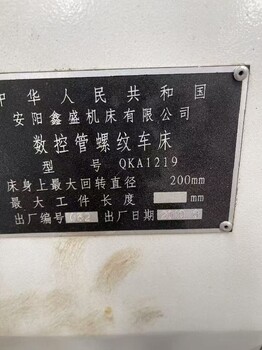 中华人民共和国
安阳鑫盛机床有限公司
数控管螺纹车床
型号 QKA1219
床身上最大回转直径 200mm
最大工件长度 mm
出厂编号 出厂日期